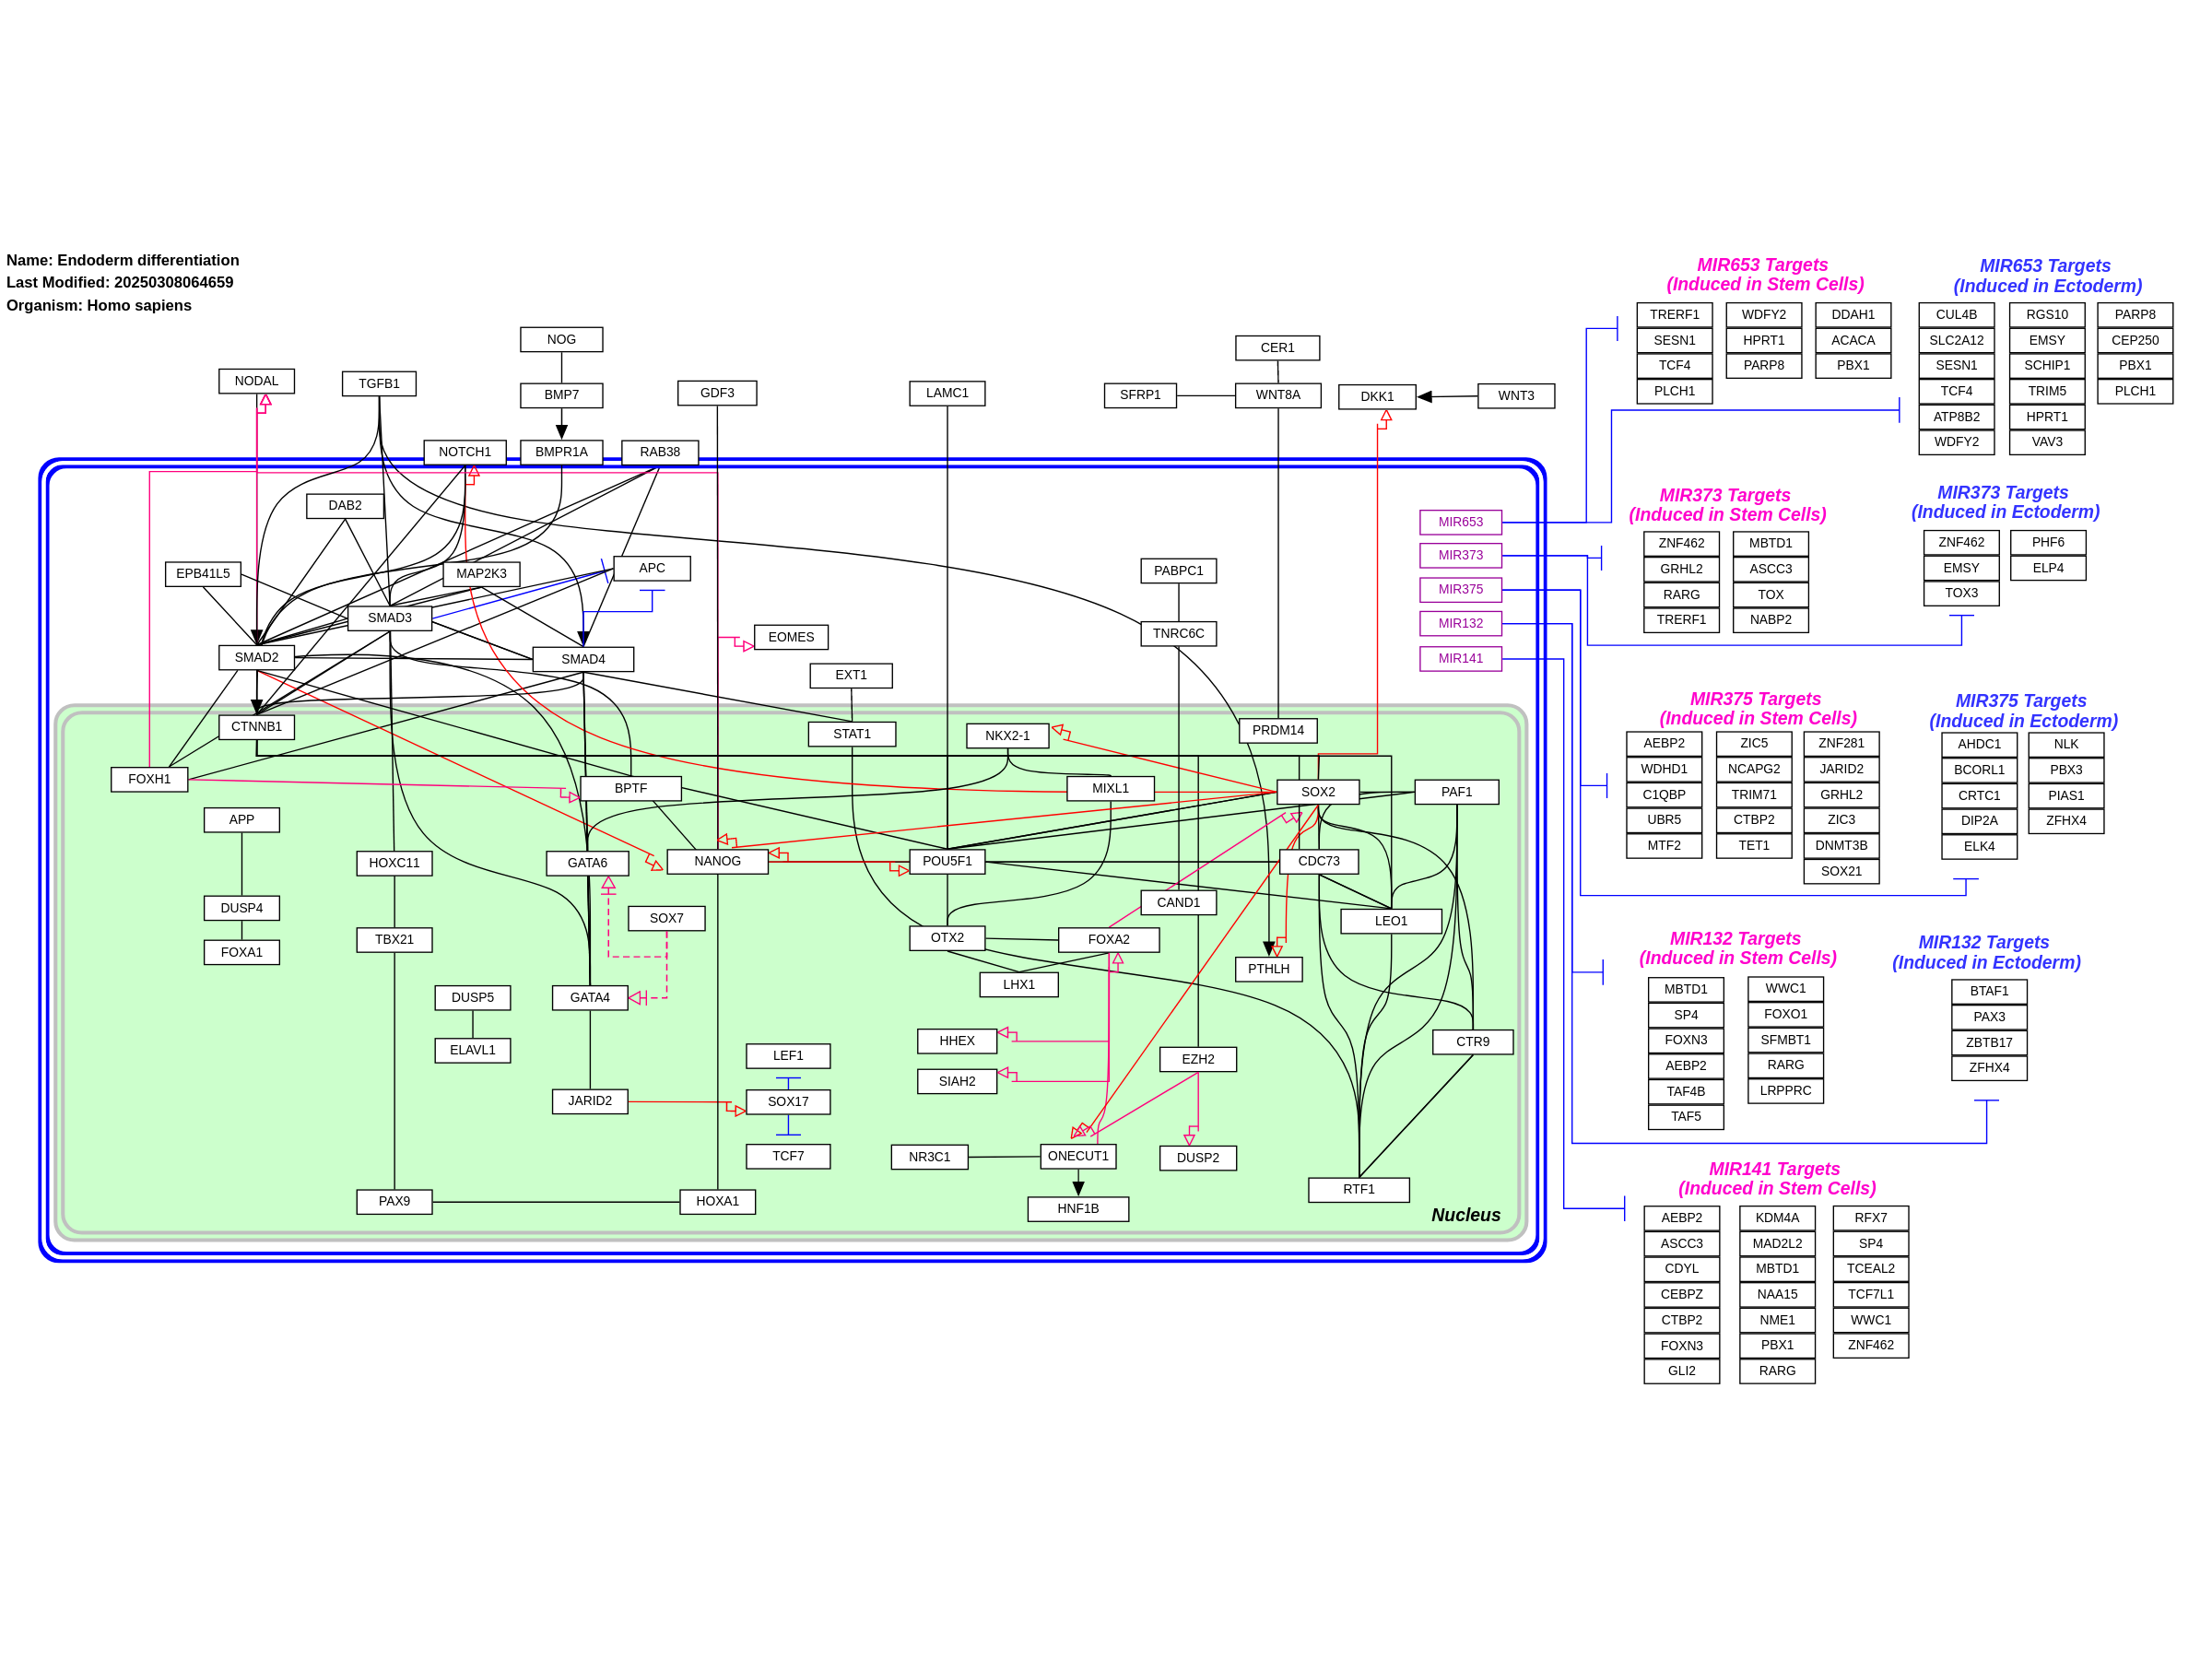 Name: Endoderm differentiation
Last Modified: 20250308064659
Organism: Homo sapiens
NOG
NODAL
TGFB1
BMP7
GDF3
LAMC1
CER1
SFRP1
WNT8A
DKK1
WNT3
NOTCH1
BMPR1A
RAB38
DAB2
EPB41L5
MAP2K3
APC
PABPC1
SMAD3
EOMES
TNRC6C
SMAD2
SMAD4
EXT1
CTNNB1
STAT1
NKX2-1
PRDM14
FOXH1
BPTF
MIXL1
SOX2
PAF1
APP
HOXC11
GATA6
NANOG
POU5F1
CDC73
DUSP4
SOX7
CAND1
LEO1
FOXA1
TBX21
OTX2
FOXA2
PTHLH
LHX1
DUSP5
GATA4
ELAVL1
HHEX
CTR9
LEF1
EZH2
SIAH2
JARID2
SOX17
TCF7
NR3C1
ONECUT1
DUSP2
PAX9
HOXA1
HNF1B
RTF1
Nucleus
MIR653
MIR373
MIR375
MIR132
MIR141
MIR653 Targets
(Induced in Stem Cells)
TRERF1
SESN1
TCF4
PLCH1
WDFY2
HPRT1
PARP8
DDAH1
ACACA
PBX1
MIR653 Targets
(Induced in Ectoderm)
CUL4B
SLC2A12
SESN1
TCF4
ATP8B2
WDFY2
RGS10
EMSY
SCHIP1
TRIM5
HPRT1
VAV3
PARP8
CEP250
PBX1
PLCH1
MIR373 Targets
(Induced in Stem Cells)
ZNF462
GRHL2
RARG
TRERF1
MBTD1
ASCC3
TOX
NABP2
MIR373 Targets
(Induced in Ectoderm)
ZNF462
EMSY
TOX3
PHF6
ELP4
MIR375 Targets
(Induced in Stem Cells)
AEBP2
WDHD1
C1QBP
UBR5
MTF2
ZIC5
NCAPG2
TRIM71
CTBP2
TET1
ZNF281
JARID2
GRHL2
ZIC3
DNMT3B
SOX21
MIR375 Targets
(Induced in Ectoderm)
AHDC1
BCORL1
CRTC1
DIP2A
ELK4
NLK
PBX3
PIAS1
ZFHX4
MIR132 Targets
(Induced in Stem Cells)
MBTD1
SP4
FOXN3
AEBP2
TAF4B
TAF5
WWC1
FOXO1
SFMBT1
RARG
LRPPRC
MIR132 Targets
(Induced in Ectoderm)
BTAF1
PAX3
ZBTB17
ZFHX4
MIR141 Targets
(Induced in Stem Cells)
AEBP2
ASCC3
CDYL
CEBPZ
CTBP2
FOXN3
GLI2
KDM4A
MAD2L2
MBTD1
NAA15
NME1
PBX1
RARG
RFX7
SP4
TCEAL2
TCF7L1
WWC1
ZNF462